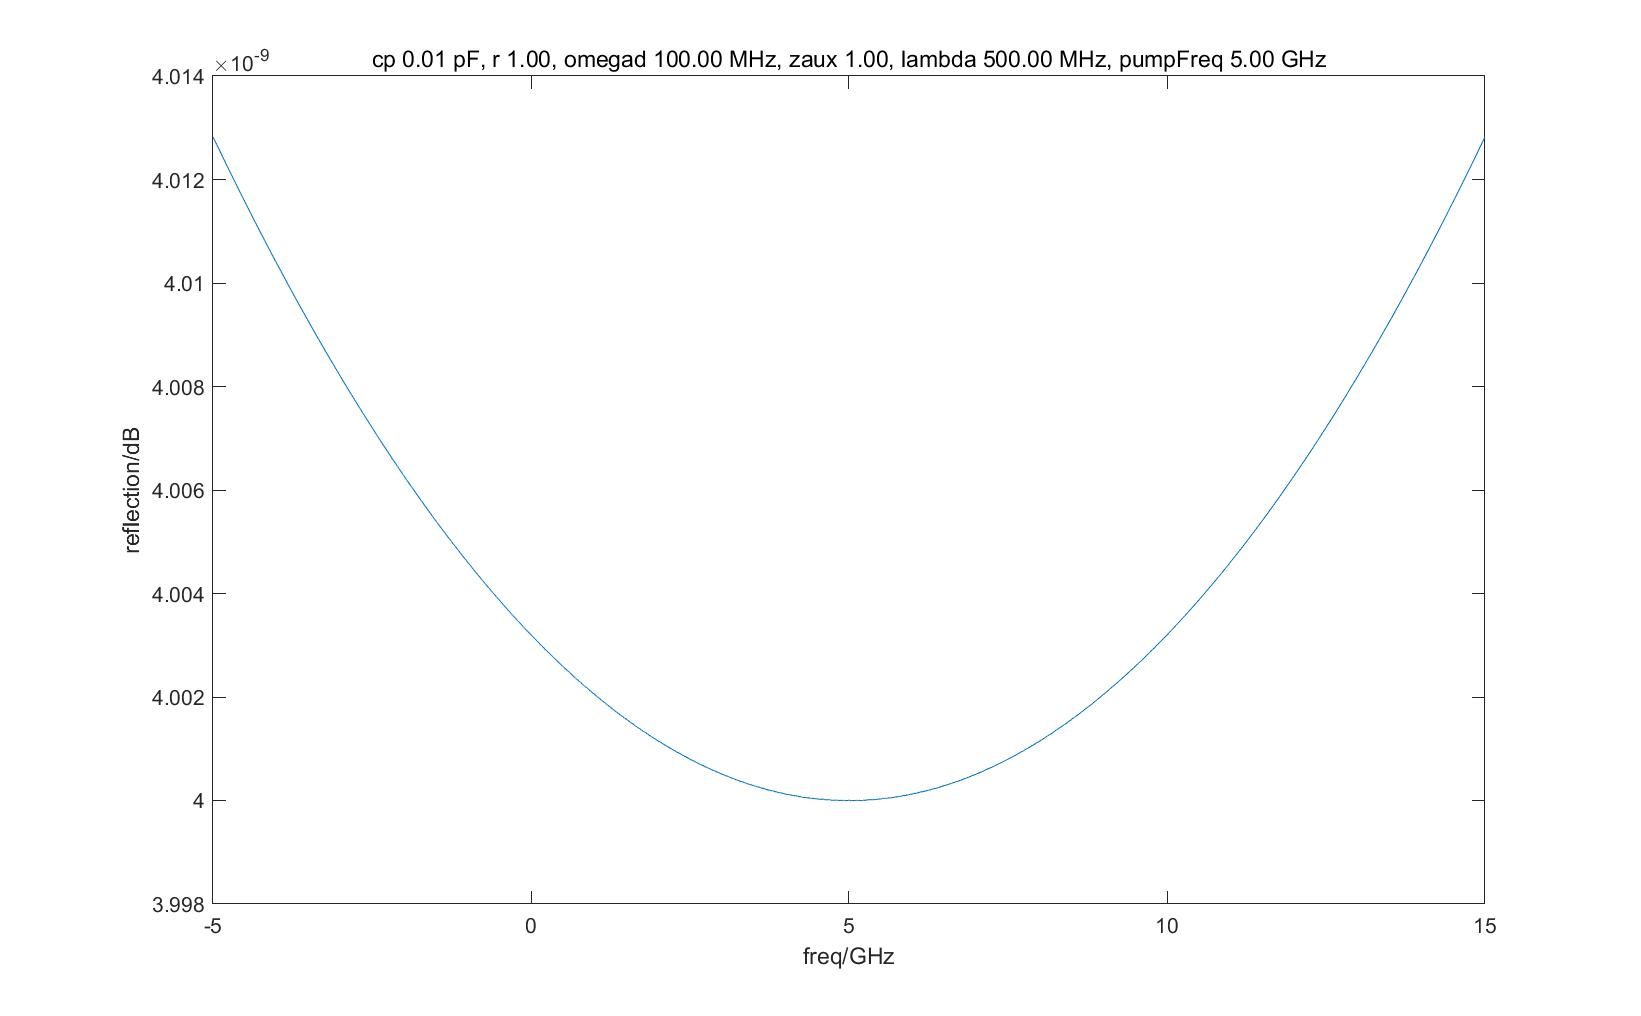 cp 0.01 pF, r 1.00, omegad 100.00 MHz, zaux 1.00, lambda 500.00 MHz, pumpFreq 5.00 GHz
×10-9
4.014
4.012
4.01
4.008
4.006
4.004
4.002
4
3.998
reflection/dB
-5 0 5 10 15
freq/GHz